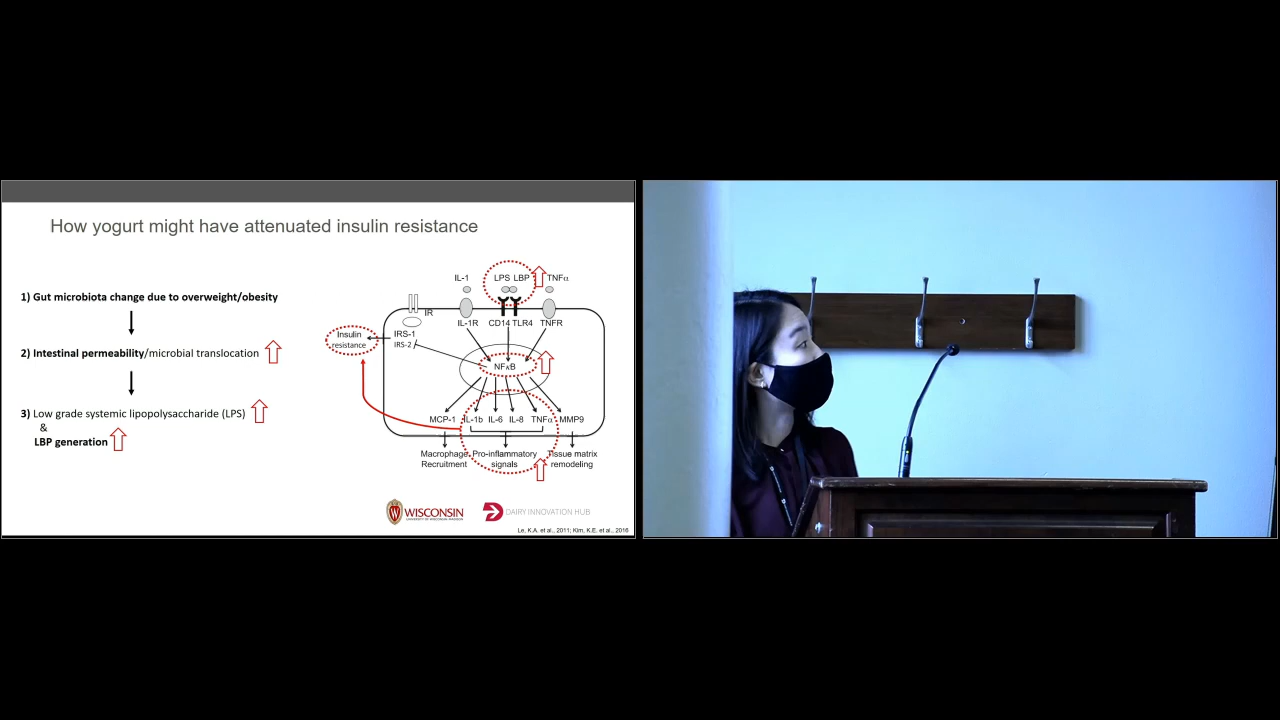 How yogurt might have attenuated insulin resistance
1) Gut microbiota change due to overweight/obesity
2) Intestinal permeability/microbial translocation
3) Low grade systemic lipopolysaccharide (LPS)
&
LBP generation
IL-1
LPS LBP
TNFα
IR
IL-1R
CD14 TLR4
TNFR
Insulin
resistance
IRS-1
IRS-2
NFκB
MCP-1 IL-1b IL-6 IL-8 TNFα MMP9
Macrophage
Recruitment
Pro-inflammatory
signals
Tissue matrix
remodeling
WISCONSIN
UNIVERSITY OF WISCONSIN-MADISON
DAIRY INNOVATION HUB
Le, K.A. et al., 2011; Kim, K.E. et al., 2016